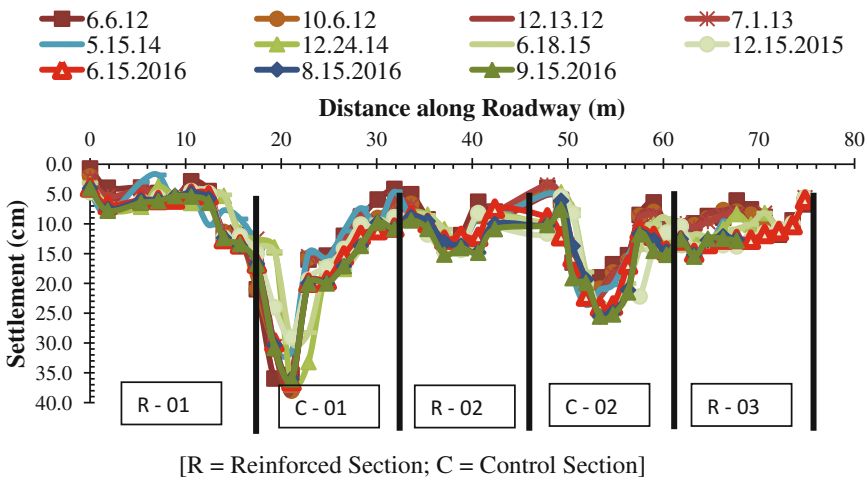 6.6.12 10.6.12 12.13.12 7.1.13
5.15.14 12.24.14 6.18.15 12.15.2015
6.15.2016 8.15.2016 9.15.2016
Distance along Roadway (m)
0 10 20 30 40 50 60 70 80
0.0
5.0
10.0
15.0
20.0
25.0
30.0
35.0
40.0
Settlement (cm)
R - 01 C - 01 R - 02 C - 02 R - 03
[R = Reinforced Section; C = Control Section]